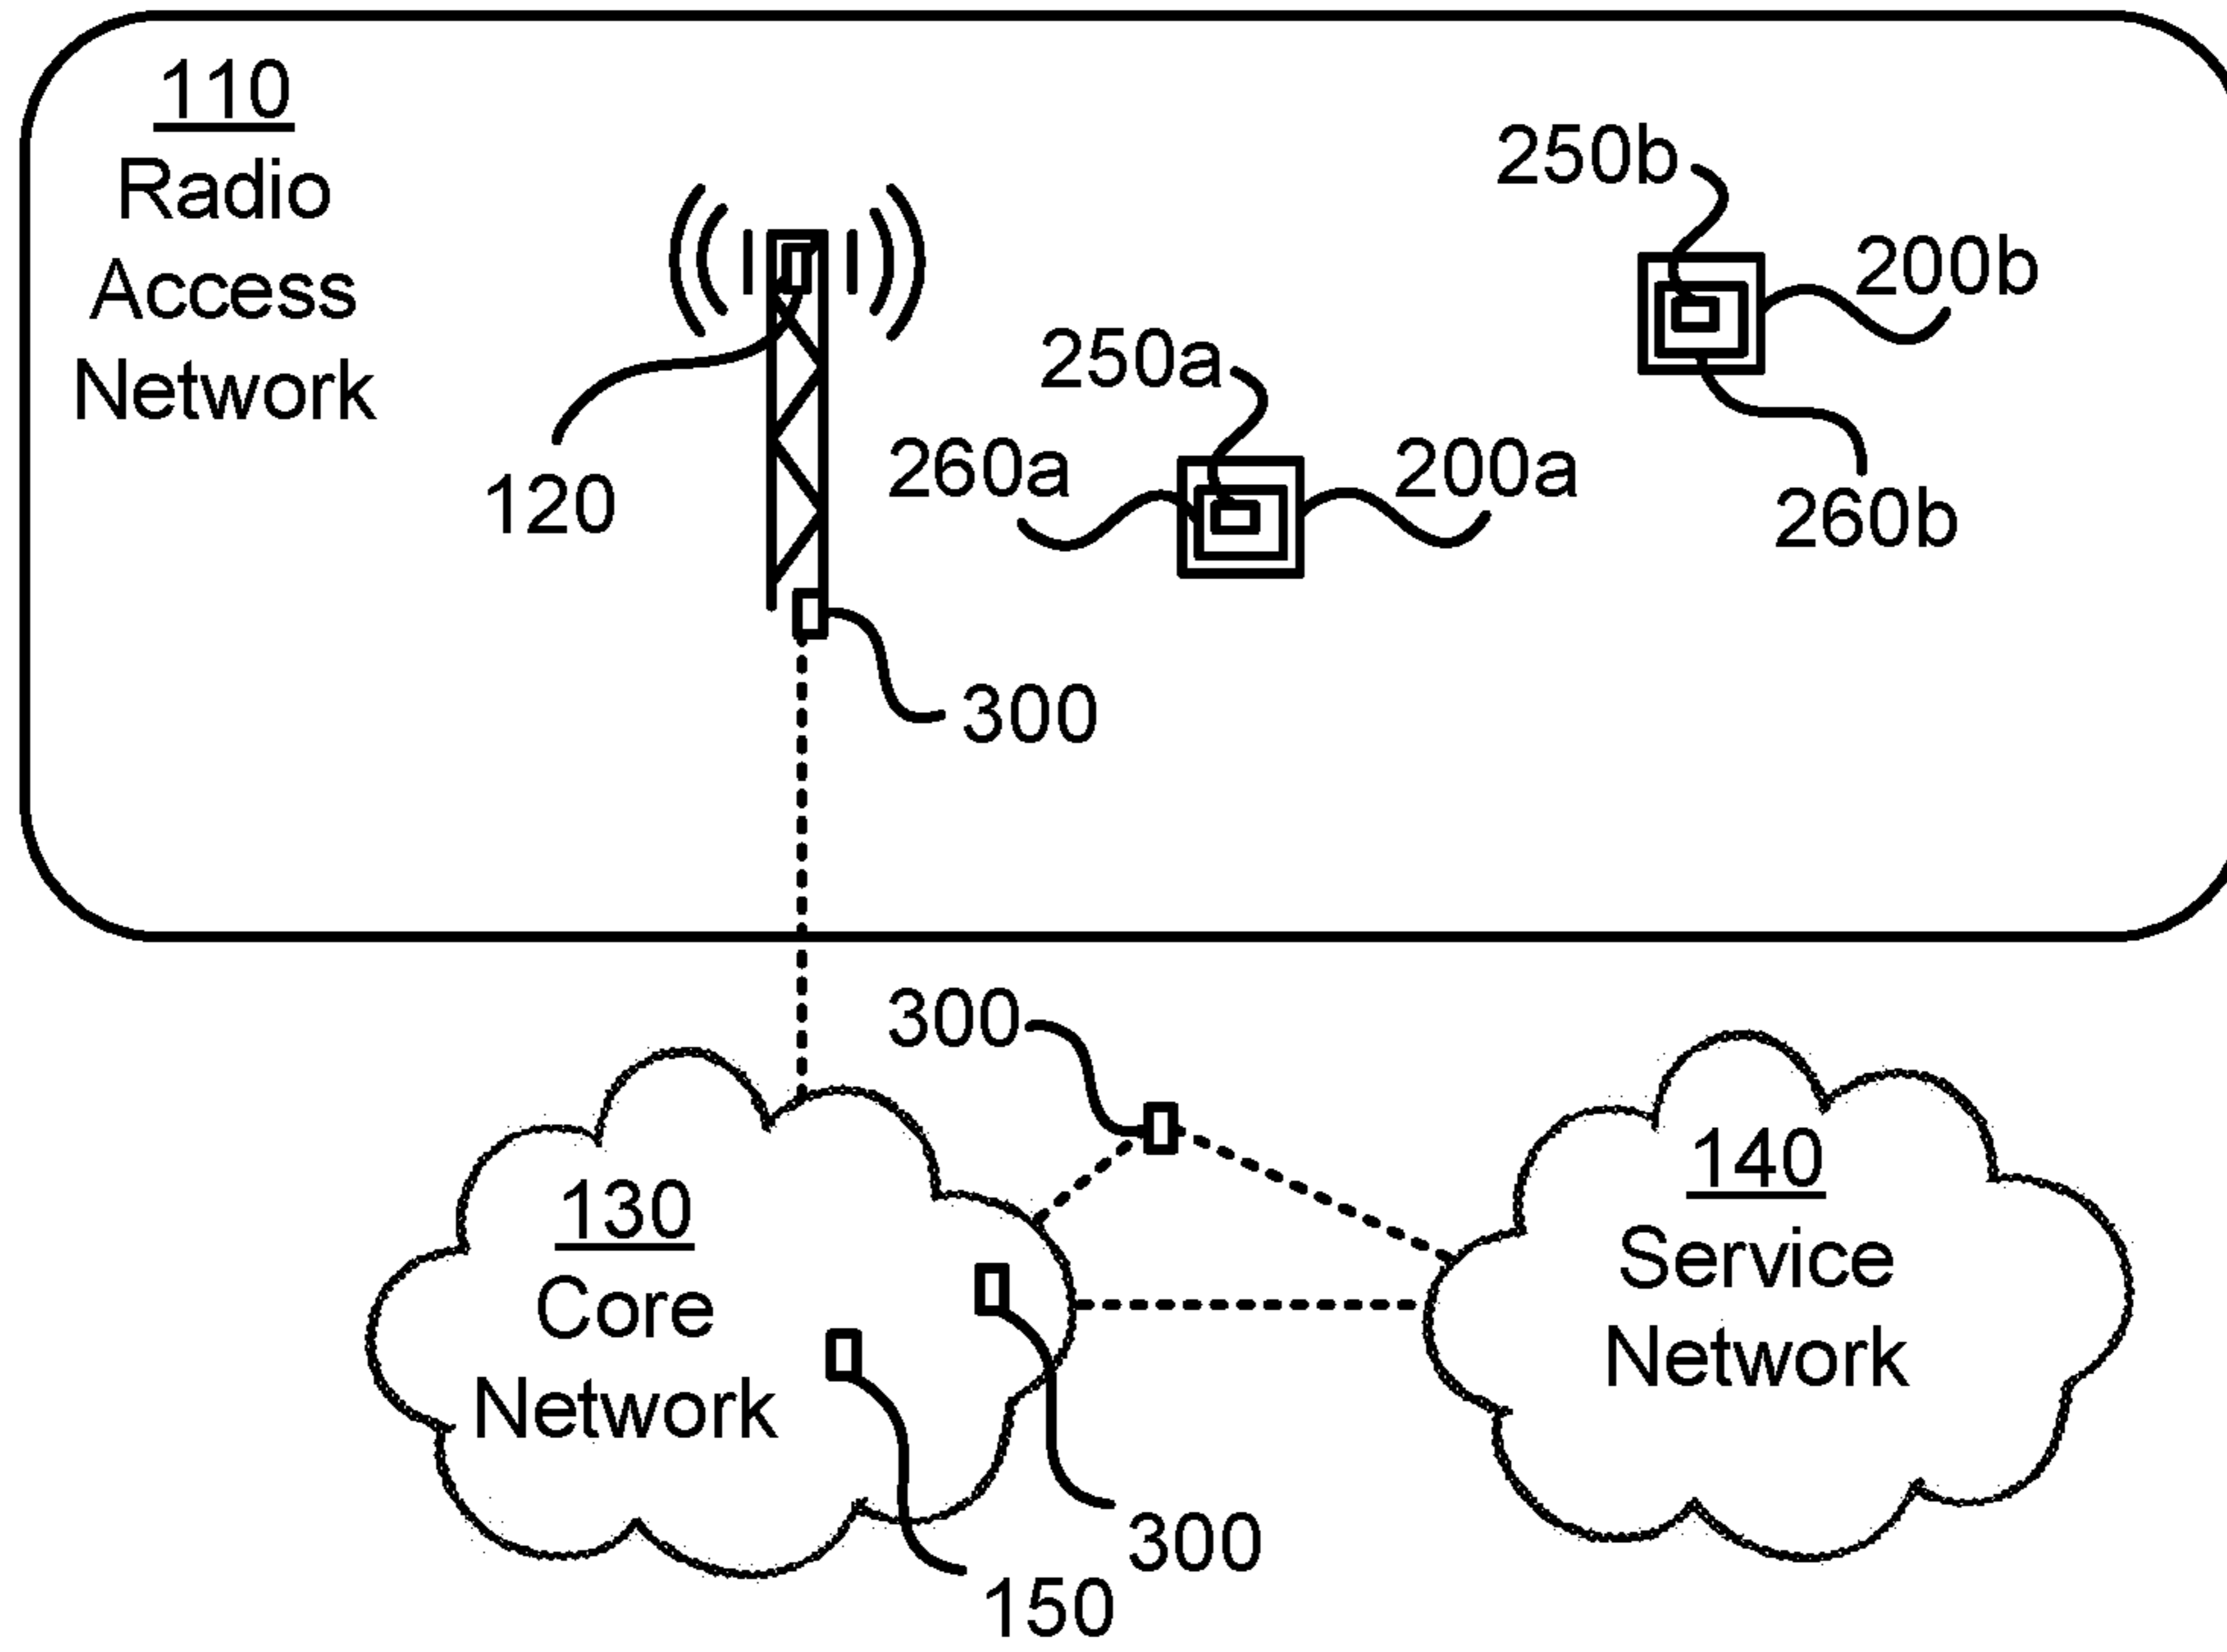 110
Radio
Access
Network
250b
200b
250a
260a
200a
120
260b
300
300
130
Core
Network
140
Service
Network
300
150